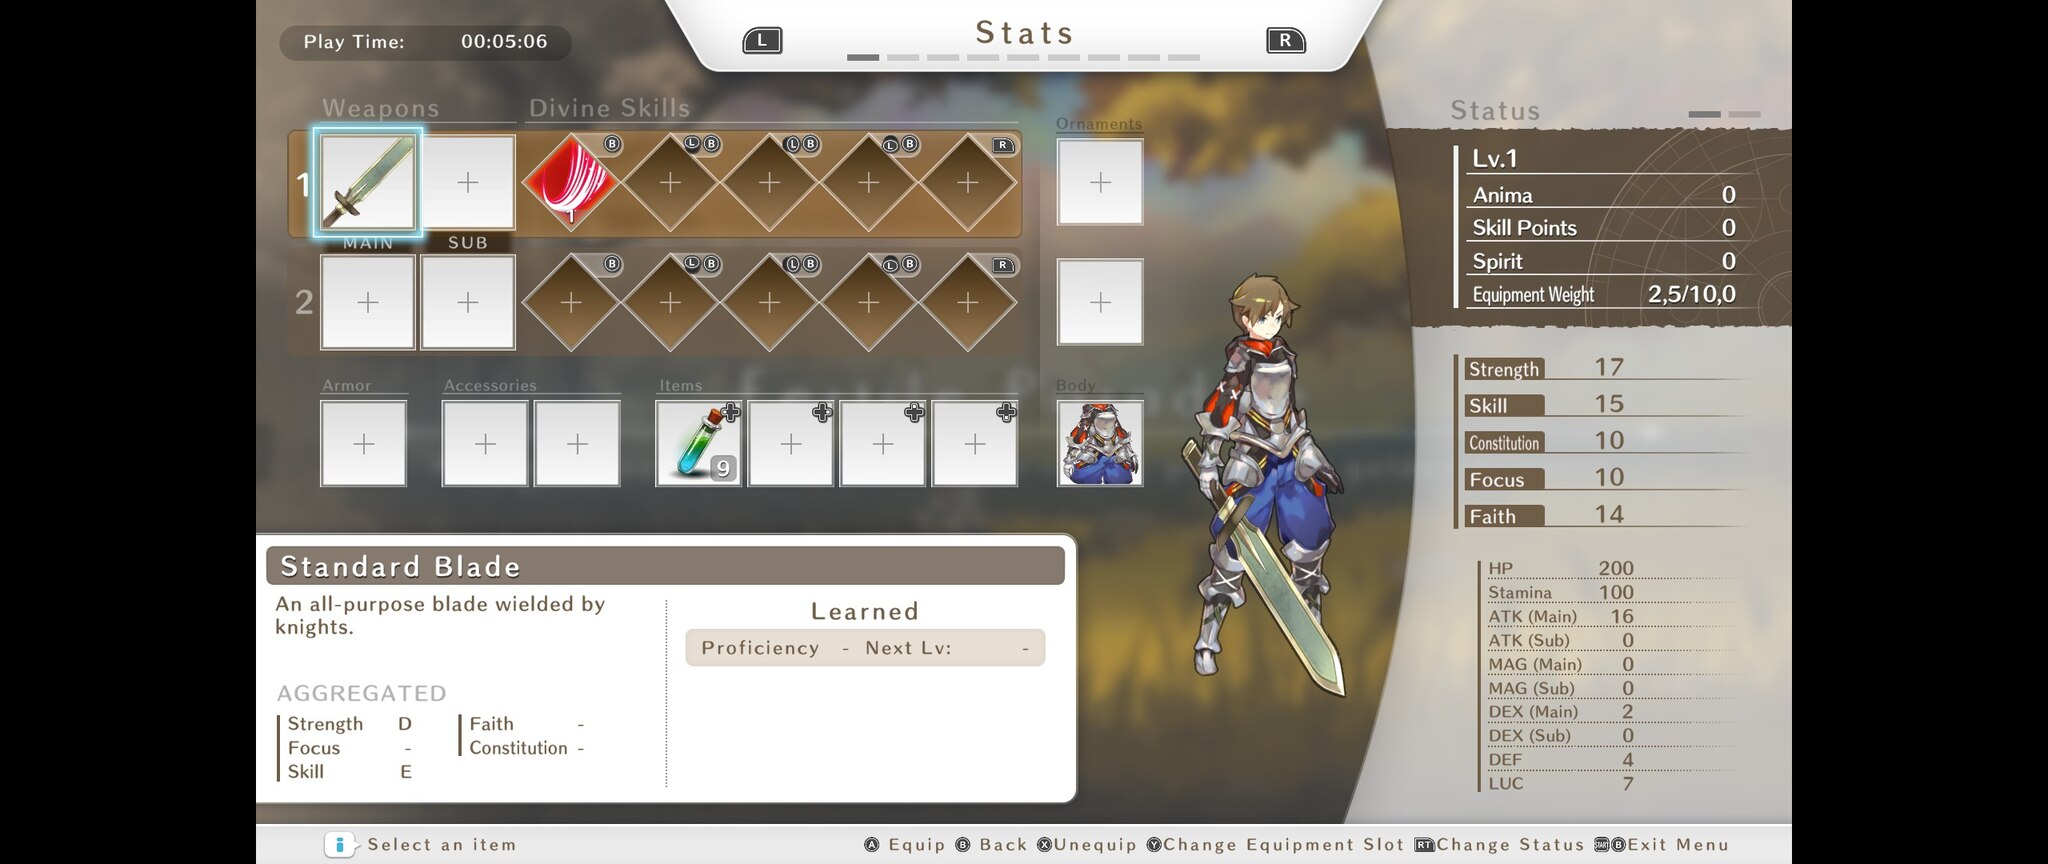 Play Time: 00:05:06
L
Stats
R
Weapons
Divine Skills
Ornaments
Status
1
B
L B
L B
L B
R
MAIN
SUB
2
B
L B
L B
L B
R
Lv.1
Anima 0
Skill Points 0
Spirit 0
Equipment Weight 2,5/10,0
Armor
Accessories
Items
Body
9
Strength 17
Skill 15
Constitution 10
Focus 10
Faith 14
Standard Blade
An all-purpose blade wielded by
knights.
Learned
Proficiency - Next Lv: -
AGGREGATED
Strength D
Faith -
Focus -
Constitution -
Skill E
HP 200
Stamina 100
ATK (Main) 16
ATK (Sub) 0
MAG (Main) 0
MAG (Sub) 0
DEX (Main) 2
DEX (Sub) 0
DEF 4
LUC 7
i Select an item
A Equip B Back X Unequip Y Change Equipment Slot RT Change Status START B Exit Menu